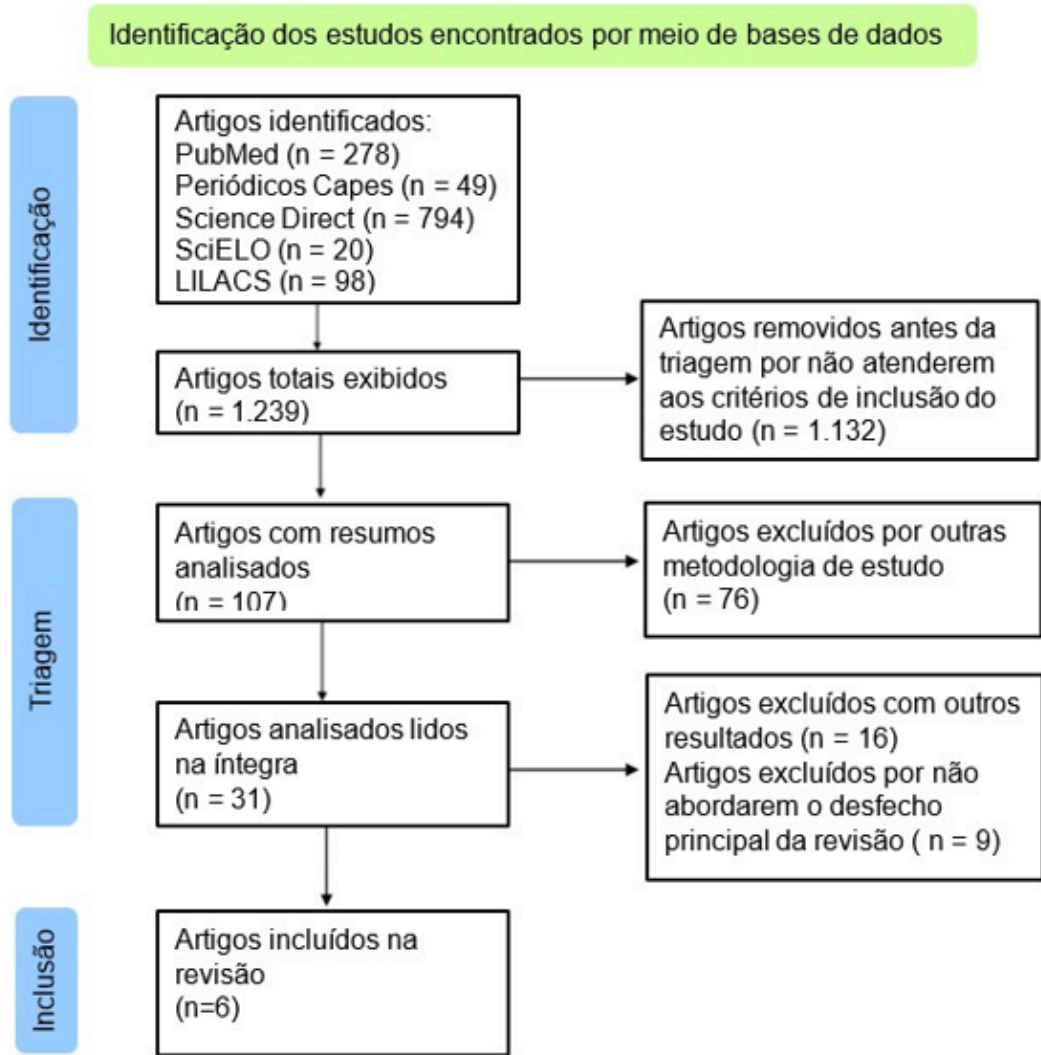 Identificação dos estudos encontrados por meio de bases de dados
Identificação
Artigos identificados:
PubMed (n = 278)
Periódicos Capes (n = 49)
Science Direct (n = 794)
SciELO (n = 20)
LILACS (n = 98)
Artigos totais exibidos
(n = 1.239)
Artigos removidos antes da
triagem por não atenderem
aos critérios de inclusão do
estudo (n = 1.132)
Triagem
Artigos com resumos
analisados
(n = 107)
Artigos excluídos por outras
metodologia de estudo
(n = 76)
Artigos analisados lidos
na íntegra
(n = 31)
Artigos excluídos com outros
resultados (n = 16)
Artigos excluídos por não
abordarem o desfecho
principal da revisão ( n = 9)
Inclusão
Artigos incluídos na
revisão
(n=6)